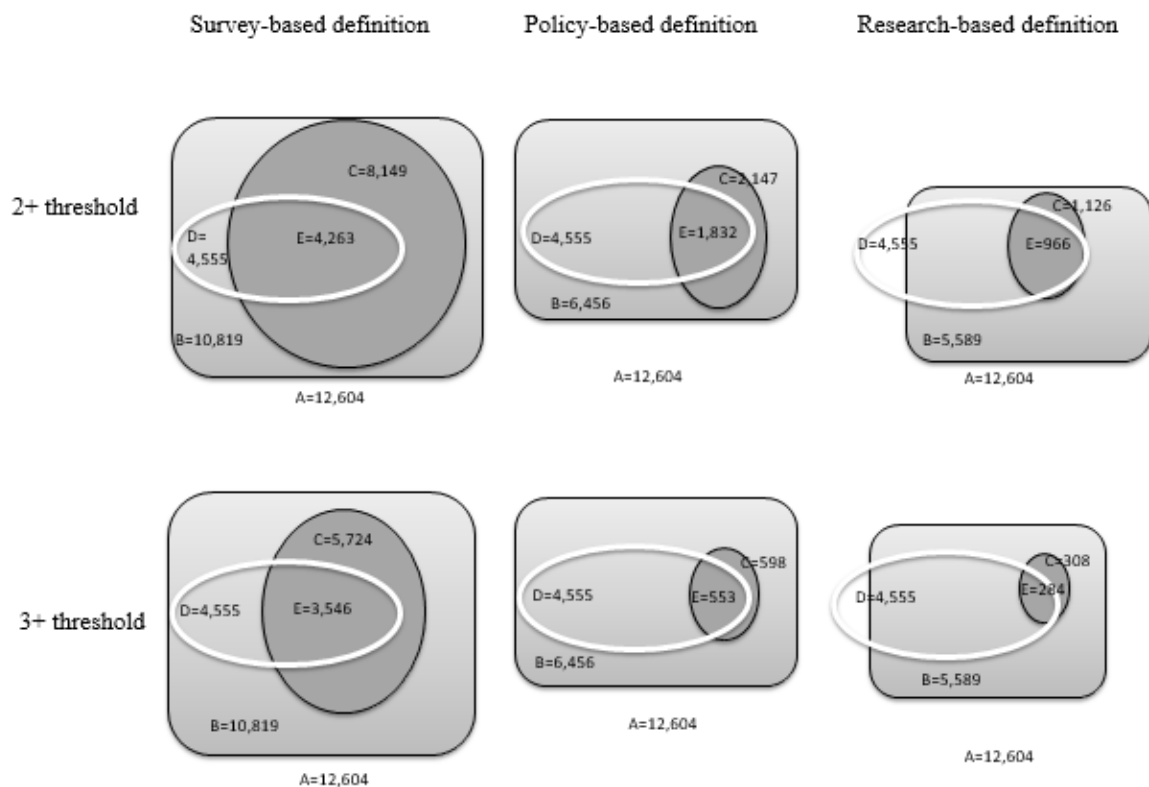 Survey-based definition
Policy-based definition
Research-based definition
2+ threshold
C=8,149
D=
4,555
E=4,263
B=10,819
A=12,604
C=2,147
D=4,555
E=1,832
B=6,456
A=12,604
C=1,126
D=4,555
E=966
B=5,589
A=12,604
3+ threshold
C=5,724
D=4,555
E=3,546
B=10,819
A=12,604
C=598
D=4,555
E=553
B=6,456
A=12,604
C=308
D=4,555
E=284
B=5,589
A=12,604